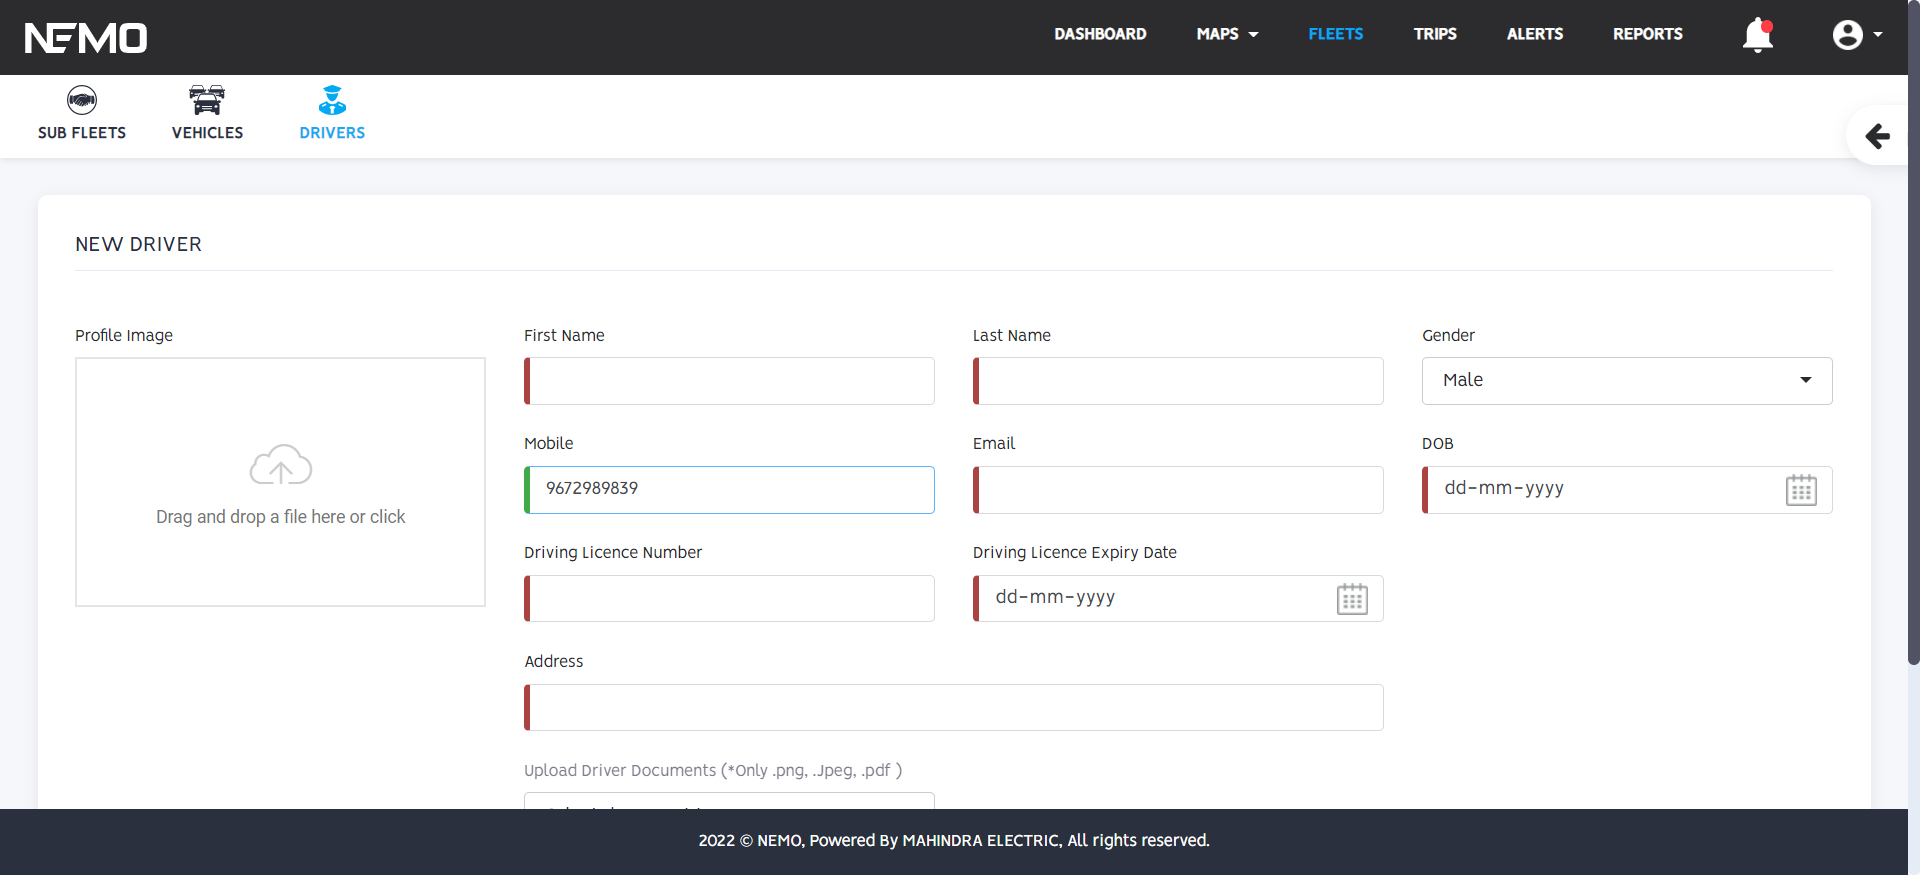 NEMO
DASHBOARD MAPS FLEETS TRIPS ALERTS REPORTS
SUB FLEETS VEHICLES DRIVERS
NEW DRIVER
Profile Image First Name Last Name Gender
Male
Drag and drop a file here or click
Mobile Email DOB
9672989839 dd-mm-yyyy
Driving Licence Number Driving Licence Expiry Date
dd-mm-yyyy
Address
Upload Driver Documents (*Only .png, .Jpeg, .pdf )
2022 © NEMO, Powered By MAHINDRA ELECTRIC, All rights reserved.